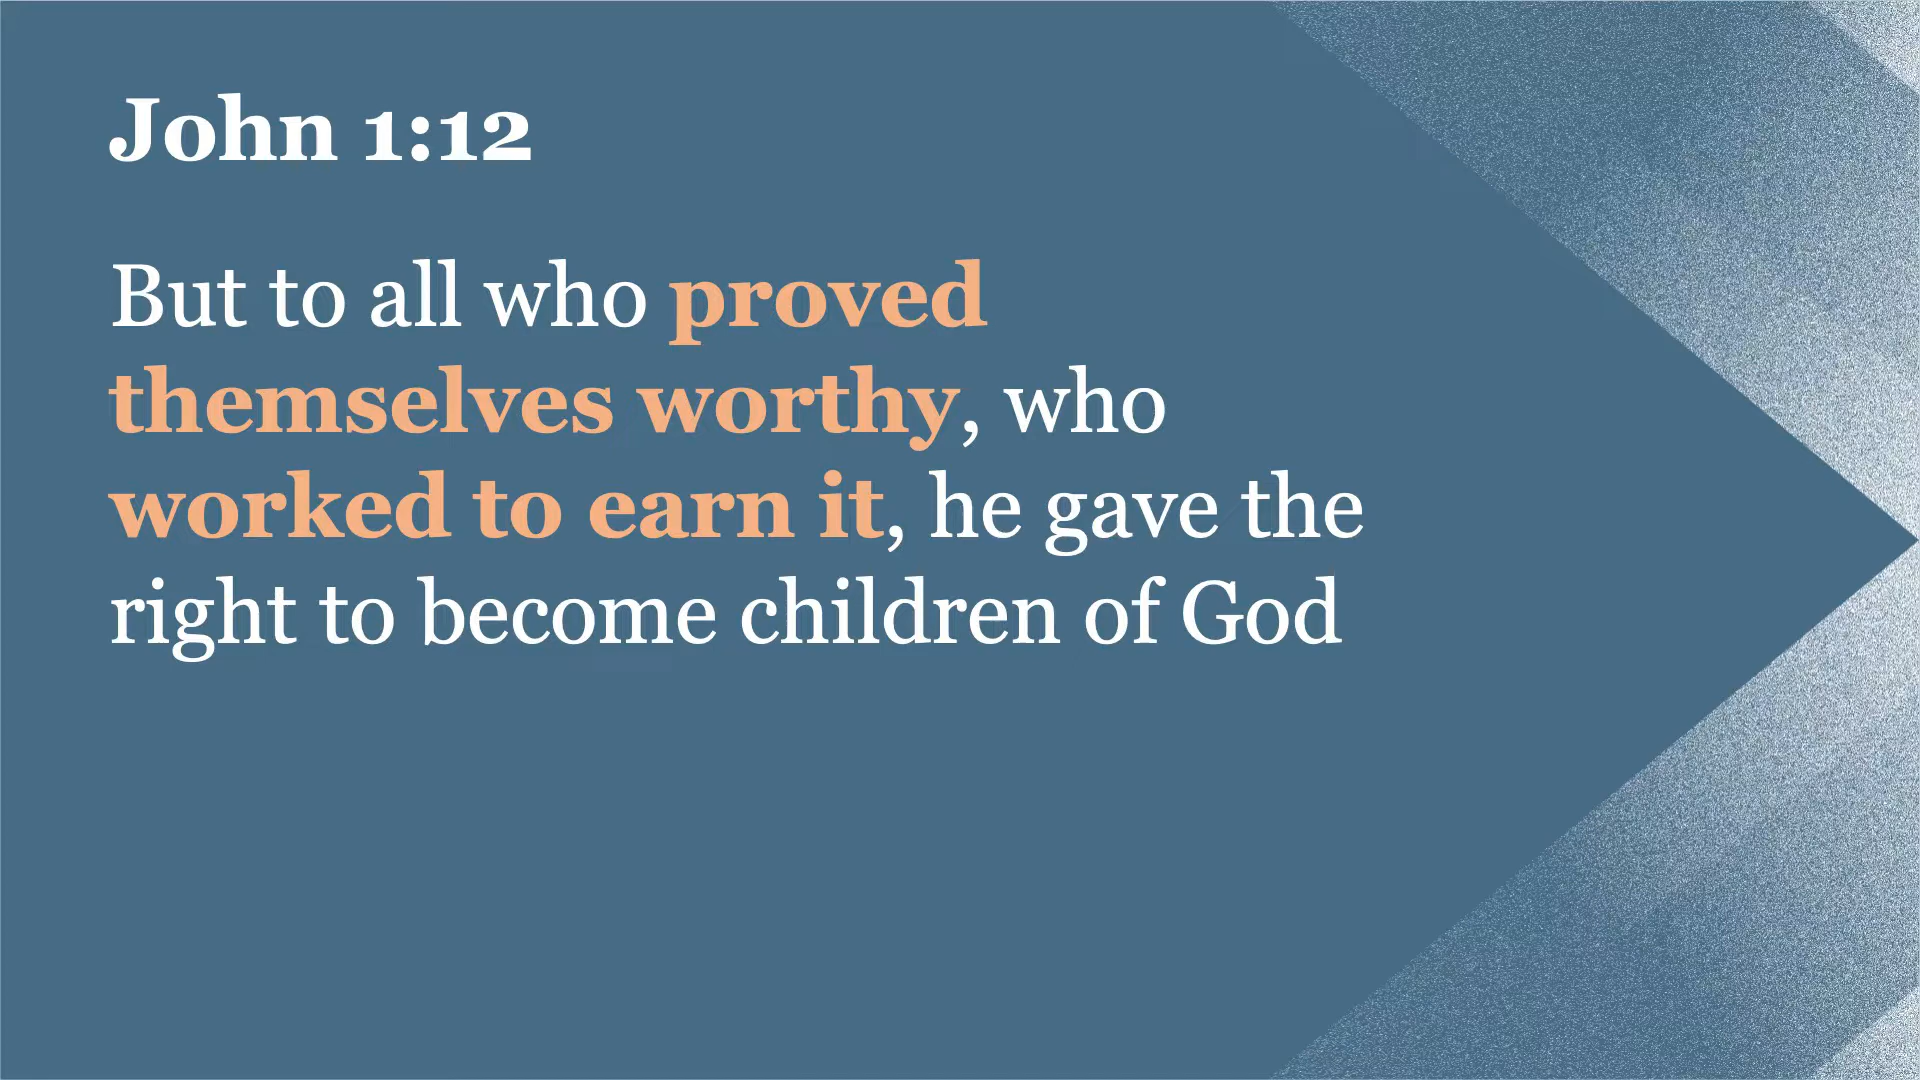 John 1:12
But to all who proved
themselves worthy, who
worked to earn it, he gave the
right to become children of God